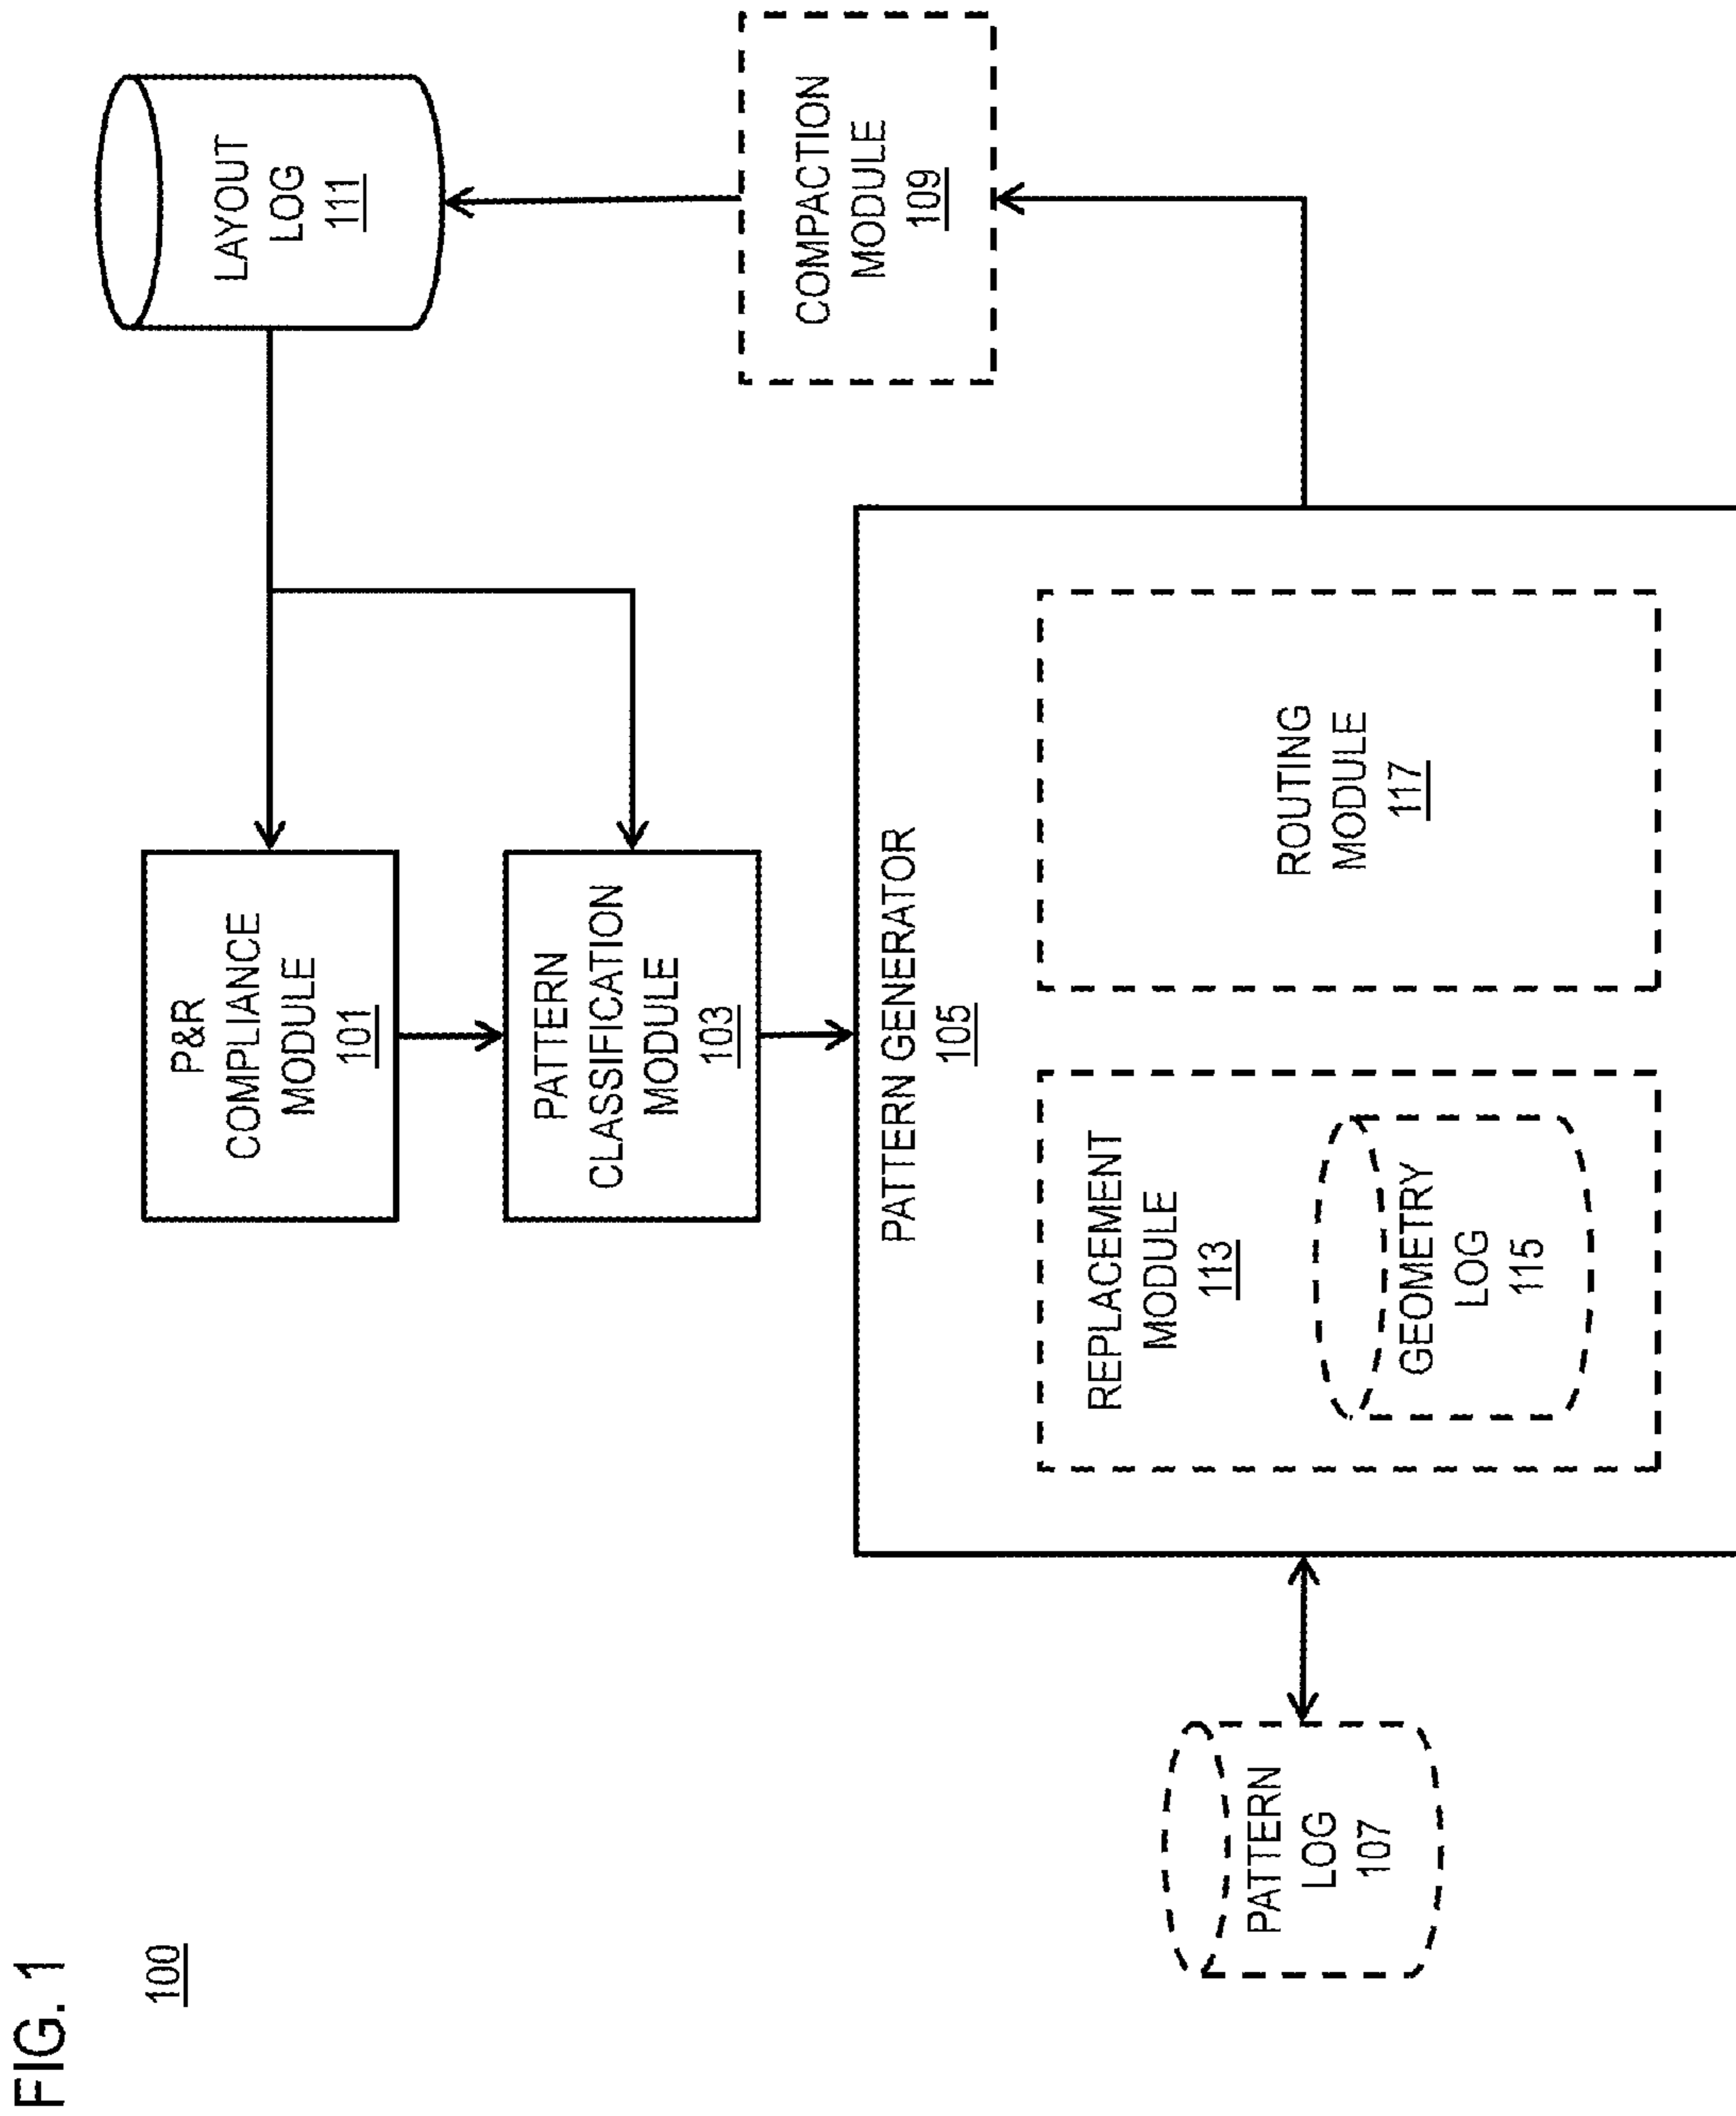 FIG. 1
100
P&R
COMPLIANCE
MODULE
101
LAYOUT
LOG
111
PATTERN
CLASSIFICATION
MODULE
103
COMPACTION
MODULE
109
PATTERN GENERATOR
105
PATTERN
LOG
107
REPLACEMENT
MODULE
113
GEOMETRY
LOG
115
ROUTING
MODULE
117